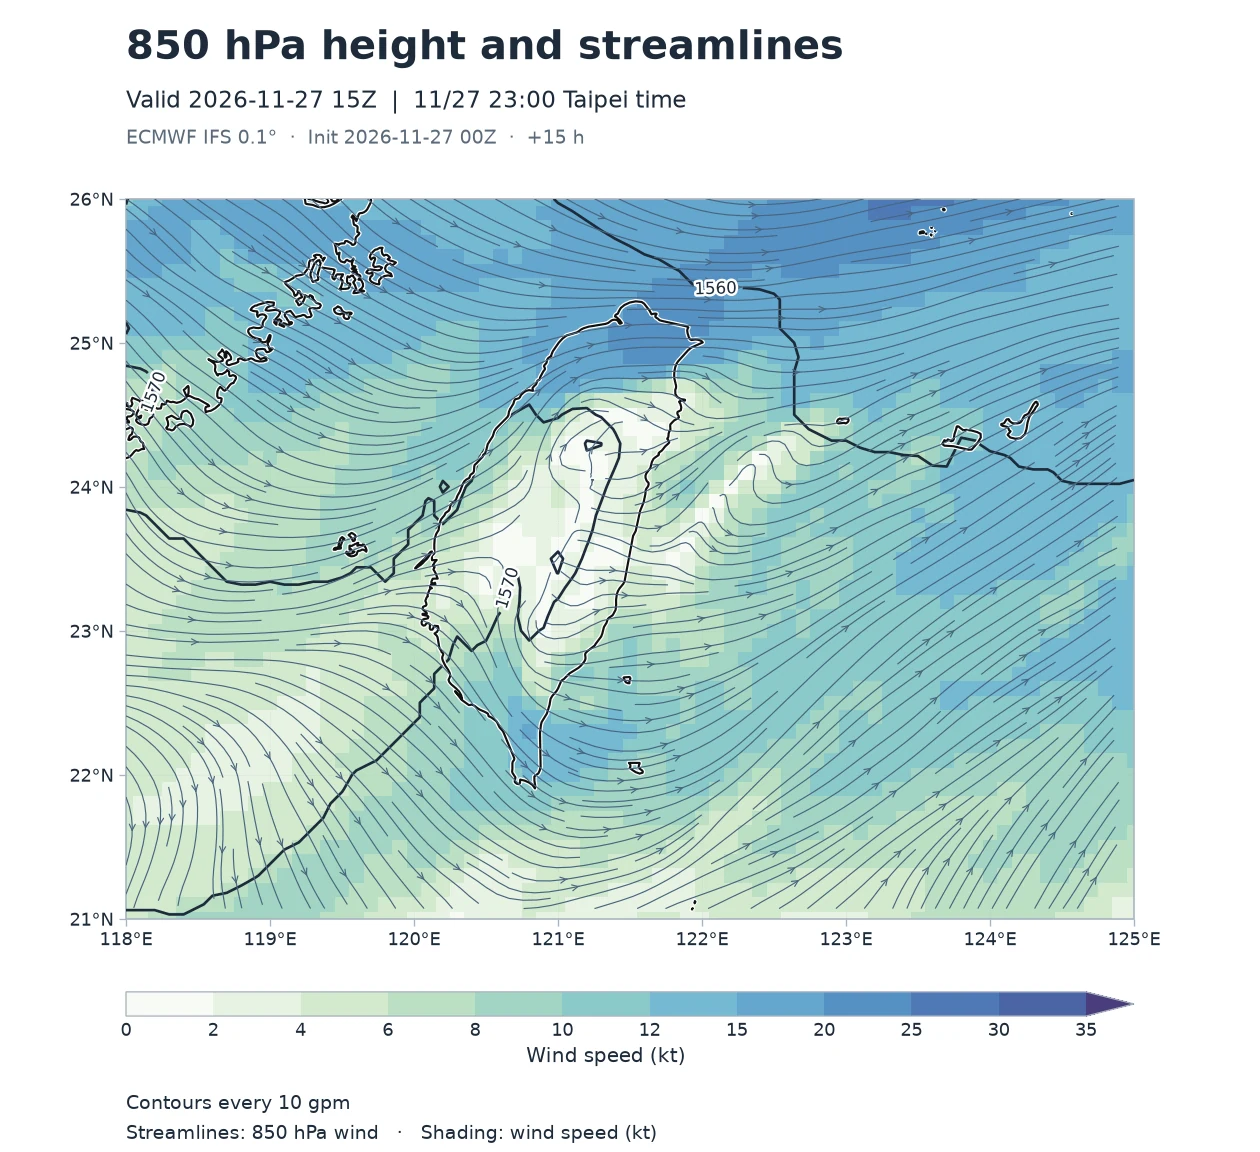 850 hPa height and streamlines
Valid 2026-11-27 15Z | 11/27 23:00 Taipei time
ECMWF IFS 0.1° · Init 2026-11-27 00Z · +15 h
26°N
1560
25°N
1570
24°N
1570
23°N
22°N
21°N
118°E 119°E 120°E 121°E 122°E 123°E 124°E 125°E
0 2 4 6 8 10 12 15 20 25 30 35
Wind speed (kt)
Contours every 10 gpm
Streamlines: 850 hPa wind · Shading: wind speed (kt)